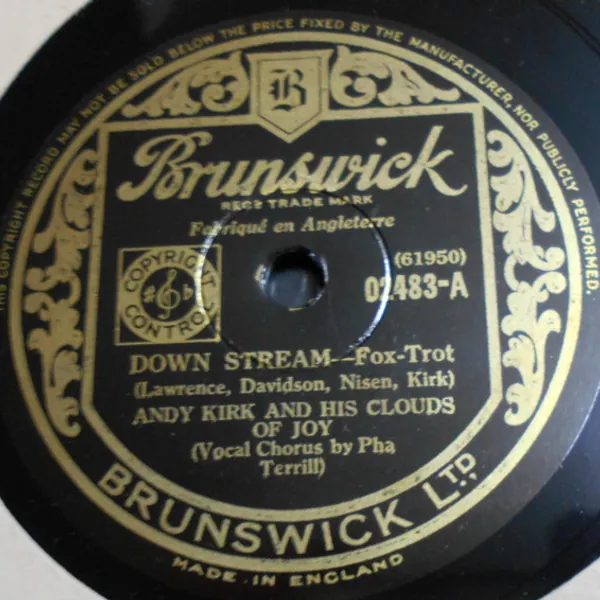 THIS COPYRIGHT RECORD MAY NOT BE SOLD BELOW THE PRICE FIXED BY THE MANUFACTURER, NOR PUBLICLY PERFORMED.
B
Brunswick
REGD TRADE MARK
Fabriqué en Angleterre
COPYRIGHT
CONTROL
(61950)
02483-A
DOWN STREAM—Fox-Trot
(Lawrence, Davidson, Nisen, Kirk)
ANDY KIRK AND HIS CLOUDS
OF JOY
(Vocal Chorus by Pha
Terrill)
BRUNSWICK LTD.
MADE IN ENGLAND